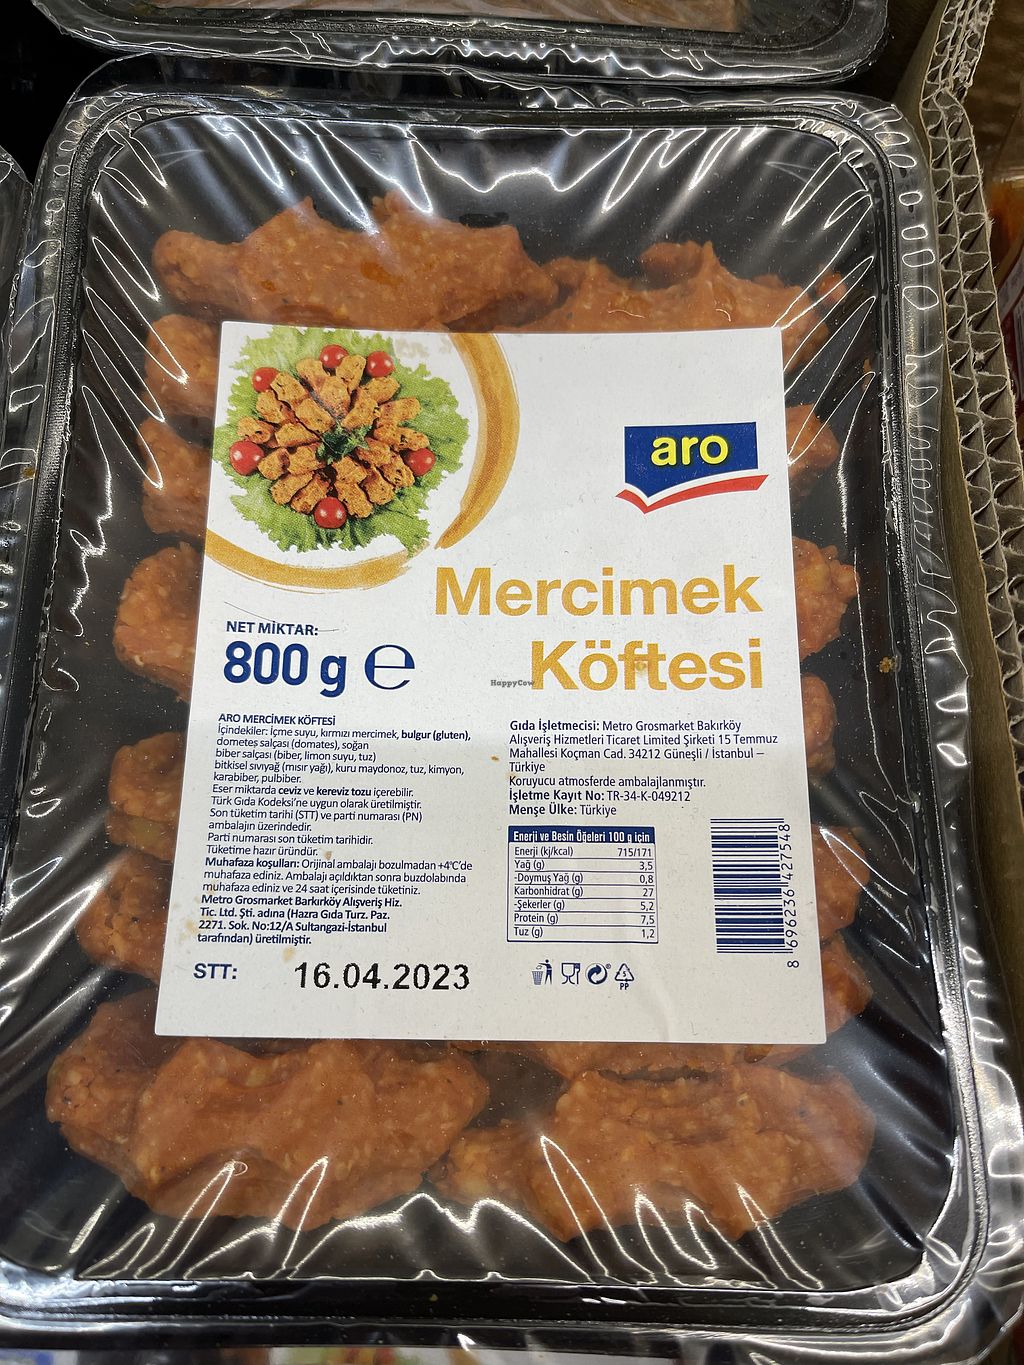 aro
Mercimek
Köftesi
NET MİKTAR:
800 g ℮
HappyCow
ARO MERCİMEK KÖFTESİ
İçindekiler: İçme suyu, kırmızı mercimek, bulgur (gluten),
dometes salçası (domates), soğan
biber salçası (biber, limon suyu, tuz)
bitkisel sıvıyağ (mısır yağı), kuru maydonoz, tuz, kimyon,
karabiber, pulbiber.
Eser miktarda ceviz ve kereviz tozu içerebilir.
Türk Gıda Kodeksi'ne uygun olarak üretilmiştir.
Son tüketim tarihi (STT) ve parti numarası (PN)
ambalajın üzerindedir.
Parti numarası son tüketim tarihidir.
Tüketime hazır üründür.
Muhafaza koşulları: Orijinal ambalajı bozulmadan +4°C'de
muhafaza ediniz. Ambalajı açıldıktan sonra buzdolabında
muhafaza ediniz ve 24 saat içerisinde tüketiniz.
Metro Grosmarket Barkırköy Alışveriş Hiz.
Tic. Ltd. Şti. adına (Hazra Gıda Turz. Paz.
2271. Sok. No:12/A Sultangazi-İstanbul
tarafından) üretilmiştir.
STT: 16.04.2023
Gıda İşletmecisi: Metro Grosmarket Bakırköy
Alışveriş Hizmetleri Ticaret Limited Şirketi 15 Temmuz
Mahallesi Koçman Cad. 34212 Güneşli / İstanbul –
Türkiye
Koruyucu atmosferde ambalajlanmıştır.
İşletme Kayıt No: TR-34-K-049212
Menşe Ülke: Türkiye
Enerji ve Besin Öğeleri 100 g için
Enerji (kj/kcal) 715/171
Yağ (g) 3,5
-Doymuş Yağ (g) 0,8
Karbonhidrat (g) 27
-Şekerler (g) 5,2
Protein (g) 7,5
Tuz (g) 1,2
8 696236 427548
5
PP